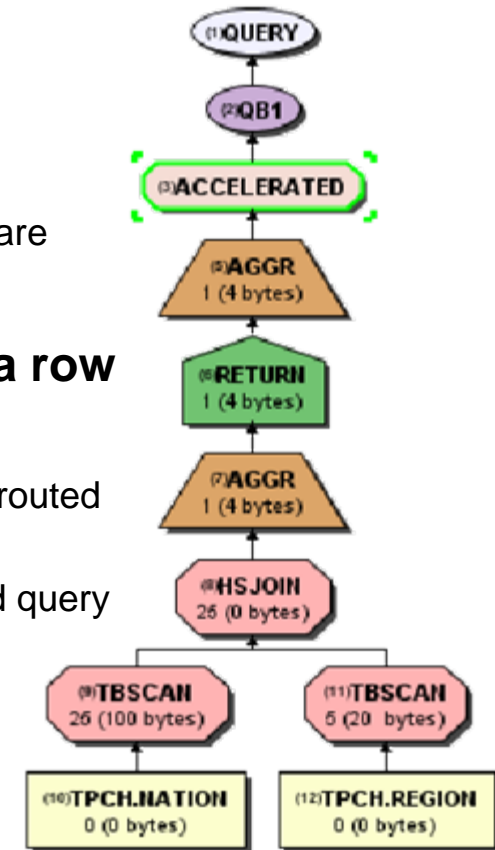 (1)QUERY
(2)QB1
(3)ACCELERATED
are
(5)AGGR
1 (4 bytes)
a row
(6)RETURN
1 (4 bytes)
routed
(7)AGGR
1 (4 bytes)
d query
(8)HSJOIN
25 (0 bytes)
(9)TBSCAN
25 (100 bytes)
(11)TBSCAN
5 (20 bytes)
(10)TPCH.NATION
0 (0 bytes)
(12)TPCH.REGION
0 (0 bytes)